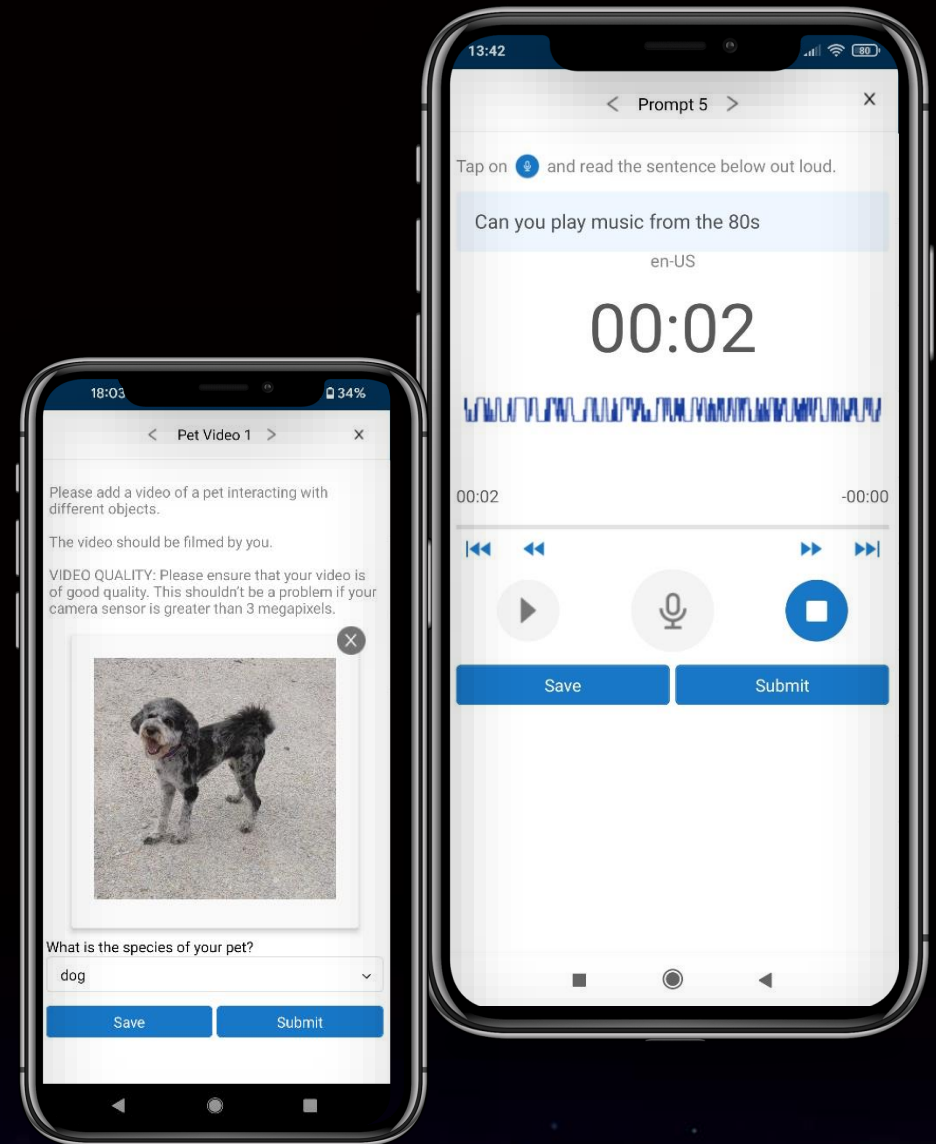 18:03
34%
< Pet Video 1 > X
Please add a video of a pet interacting with
different objects.
The video should be filmed by you.
VIDEO QUALITY: Please ensure that your video is
of good quality. This shouldn't be a problem if your
camera sensor is greater than 3 megapixels.
X
What is the species of your pet?
dog
Save Submit
13:42
80
< Prompt 5 > X
Tap on and read the sentence below out loud.
Can you play music from the 80s
en-US
00:02
00:02 -00:00
Save Submit